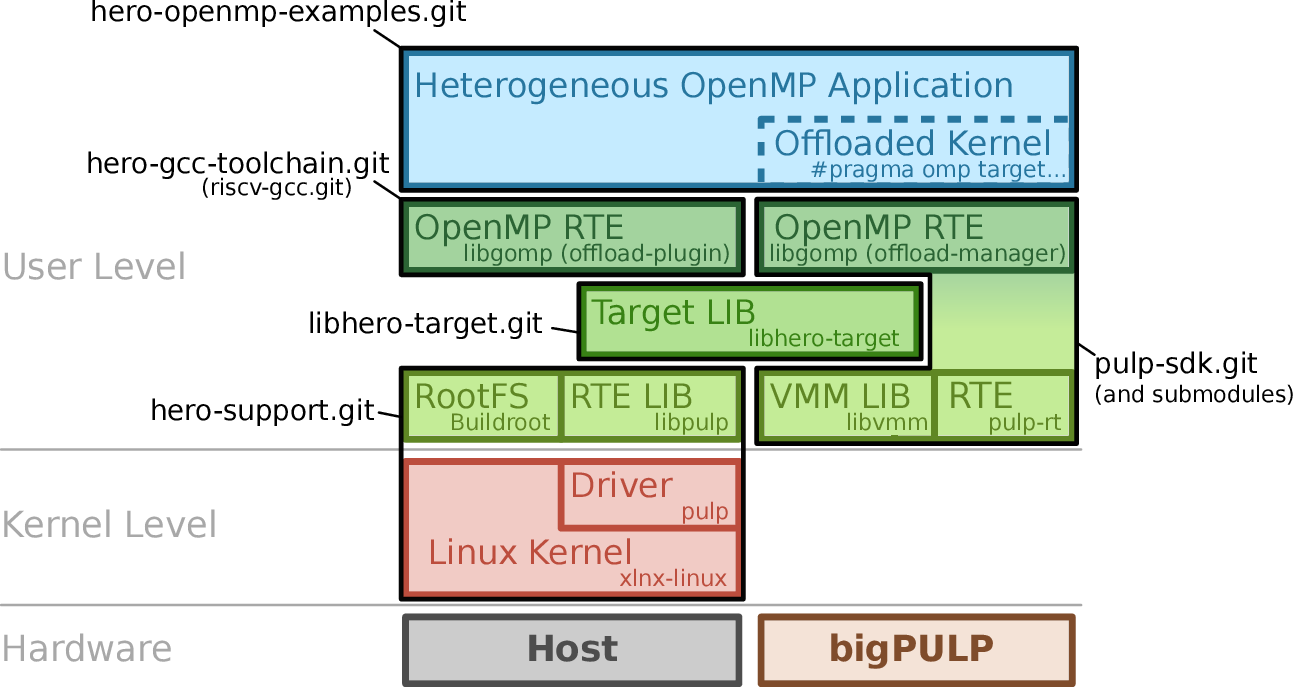 hero-openmp-examples.git
Heterogeneous OpenMP Application
Offloaded Kernel
#pragma omp target...
hero-gcc-toolchain.git
(riscv-gcc.git)
OpenMP RTE
libgomp (offload-plugin)
OpenMP RTE
libgomp (offload-manager)
User Level
libhero-target.git
Target LIB
libhero-target
pulp-sdk.git
(and submodules)
hero-support.git
RootFS
Buildroot
RTE LIB
libpulp
VMM LIB
libvmm
RTE
pulp-rt
Kernel Level
Driver
pulp
Linux Kernel
xlnx-linux
Hardware
Host
bigPULP